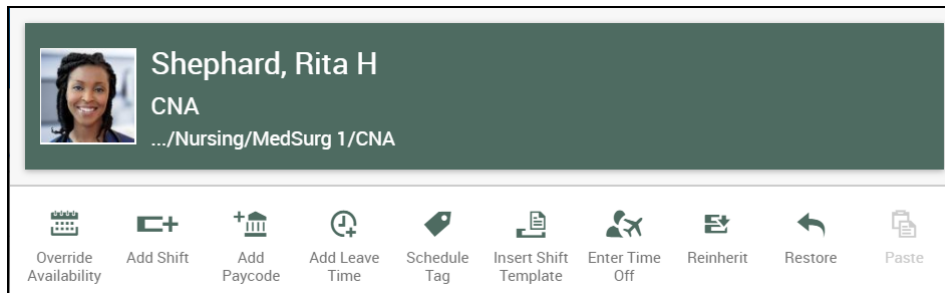 Shephard, Rita H
CNA
.../Nursing/MedSurg 1/CNA
Override Availability
Add Shift
Add Paycode
Add Leave Time
Schedule Tag
Insert Shift Template
Enter Time Off
Reinherit
Restore
Paste